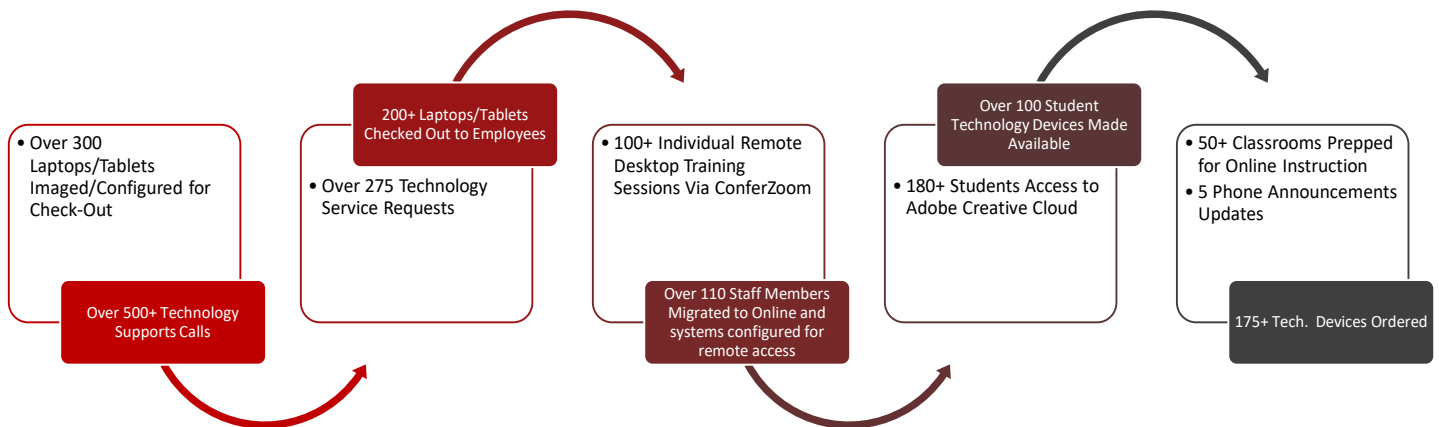 • Over 300
Laptops/Tablets
Imaged/Configured for
Check-Out
Over 500+ Technology
Supports Calls
200+ Laptops/Tablets
Checked Out to Employees
• Over 275 Technology
Service Requests
• 100+ Individual Remote
Desktop Training
Sessions Via ConferZoom
Over 110 Staff Members
Migrated to Online and
systems configured for
remote access
Over 100 Student
Technology Devices Made
Available
• 180+ Students Access to
Adobe Creative Cloud
• 50+ Classrooms Prepped
for Online Instruction
• 5 Phone Announcements
Updates
175+ Tech. Devices Ordered